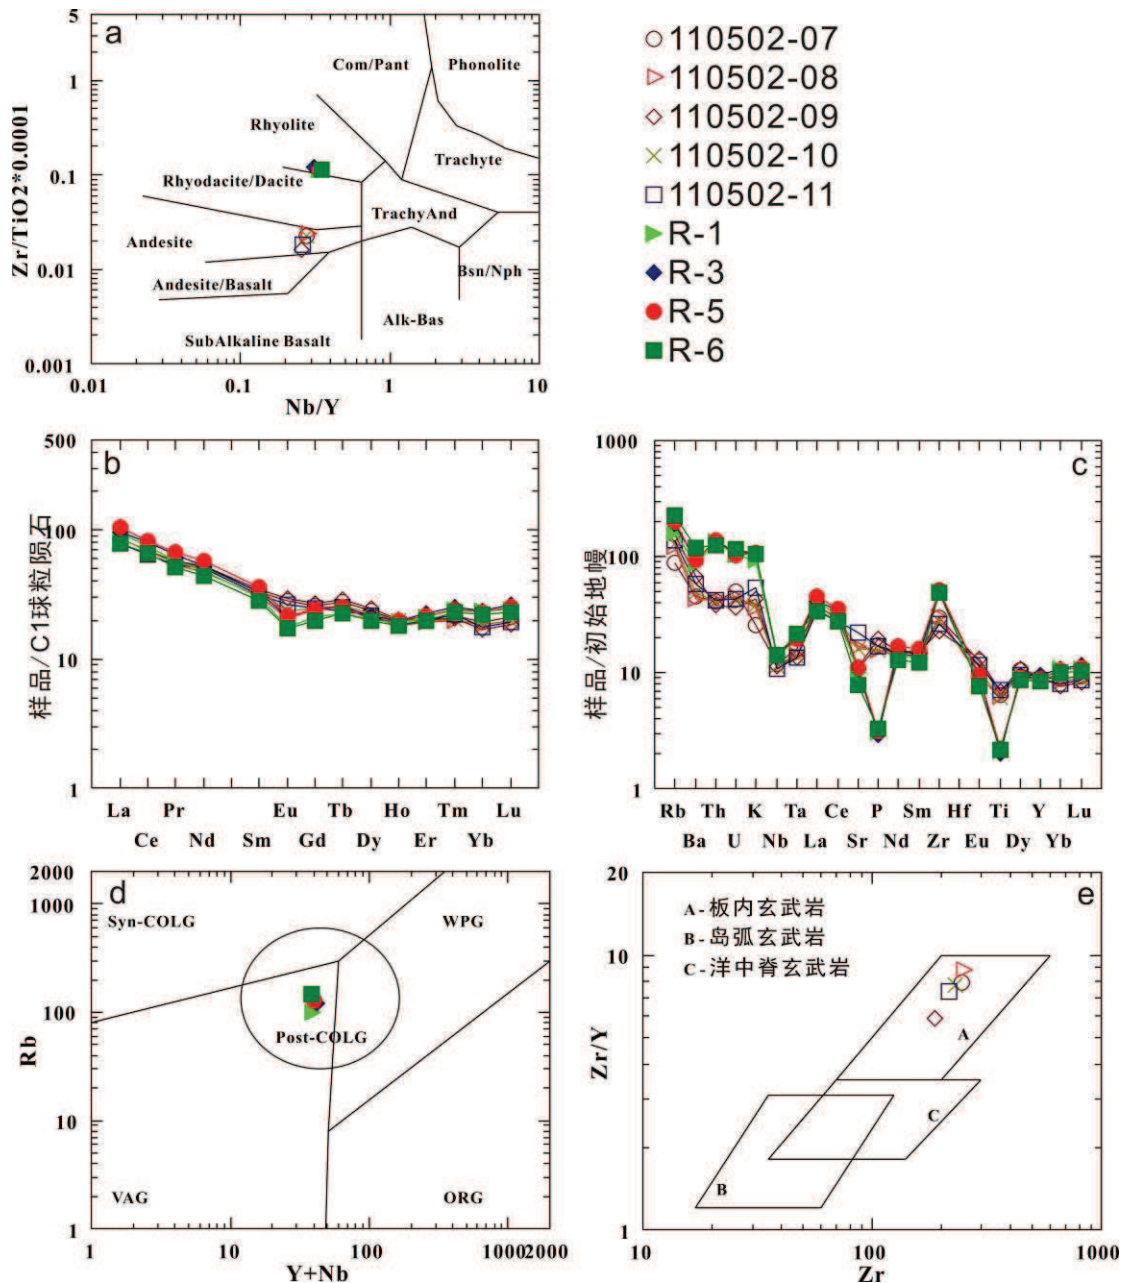 a
5
1
0.1
0.01
0.001
Zr/TiO2*0.0001
Com/Pant
Phonolite
Rhyolite
Trachyte
Rhyodacite/Dacite
TrachyAnd
Andesite
Bsn/Nph
Andesite/Basalt
Alk-Bas
SubAlkaline Basalt
0.01
0.1
1
10
Nb/Y
110502-07
110502-08
110502-09
110502-10
110502-11
R-1
R-3
R-5
R-6
b
500
100
10
1
样品/C1球粒陨石
La Pr Eu Tb Ho Tm Lu
Ce Nd Sm Gd Dy Er Yb
c
1000
100
10
1
样品/初始地幔
Rb Th K Ta Ce P Sm Hf Ti Y Lu
Ba U Nb La Sr Nd Zr Eu Dy Yb
d
2000
1000
100
10
1
Rb
Syn-COLG
WPG
Post-COLG
VAG
ORG
1
10
100
1000
2000
Y+Nb
e
20
10
1
Zr/Y
A-板内玄武岩
B-岛弧玄武岩
C-洋中脊玄武岩
A
C
B
10
100
1000
Zr